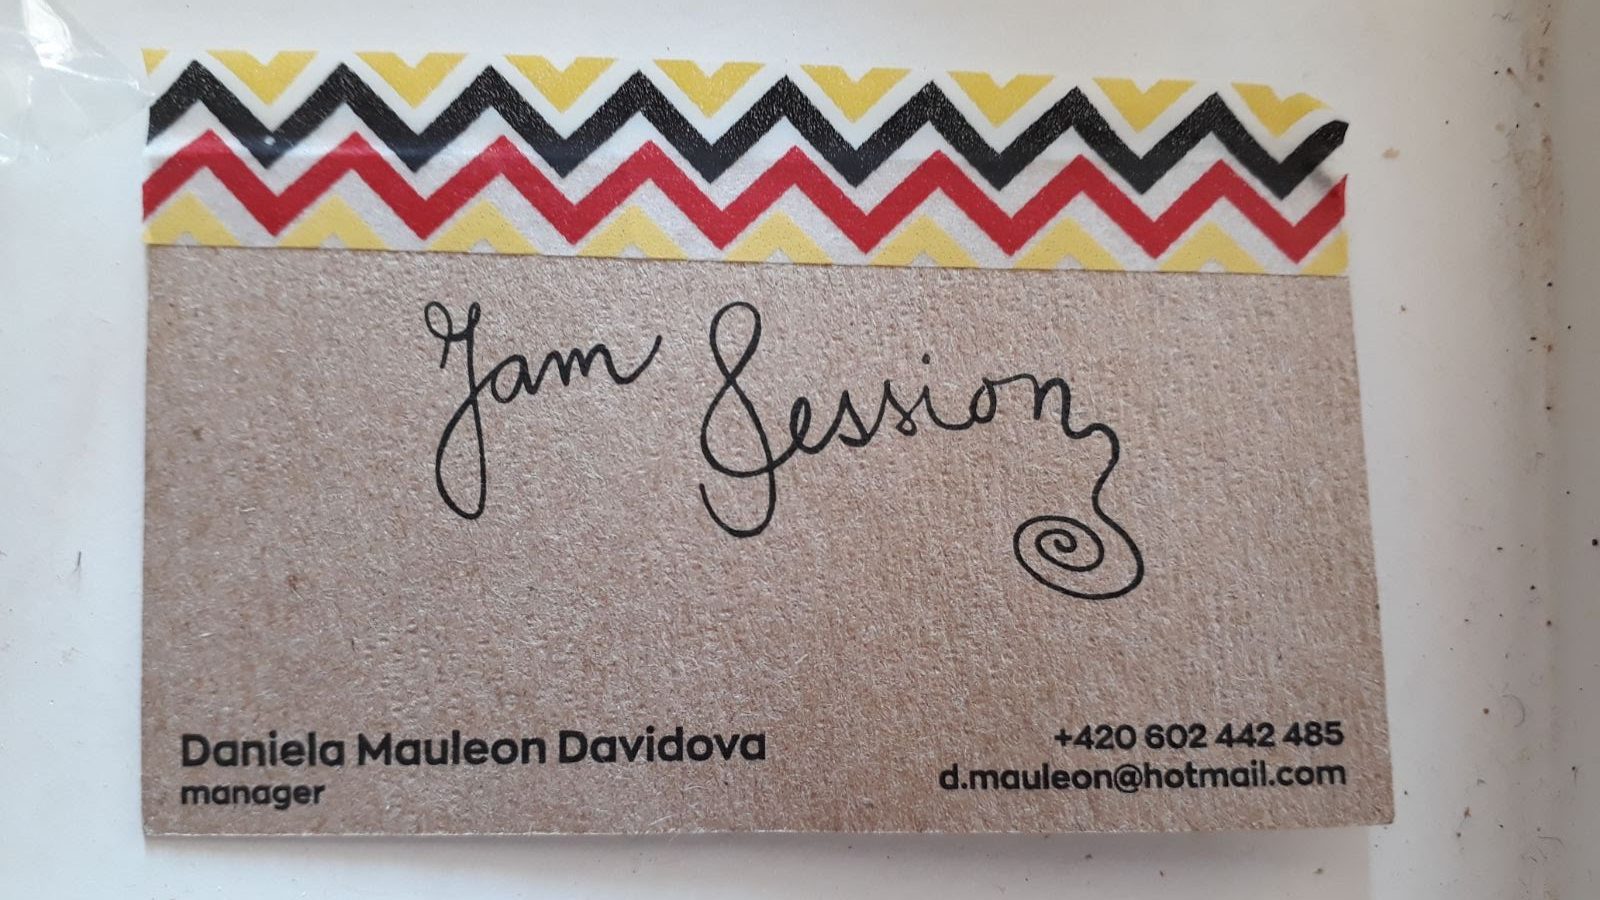 Jam Session
Daniela Mauleon Davidova
manager
+420 602 442 485
d.mauleon@hotmail.com